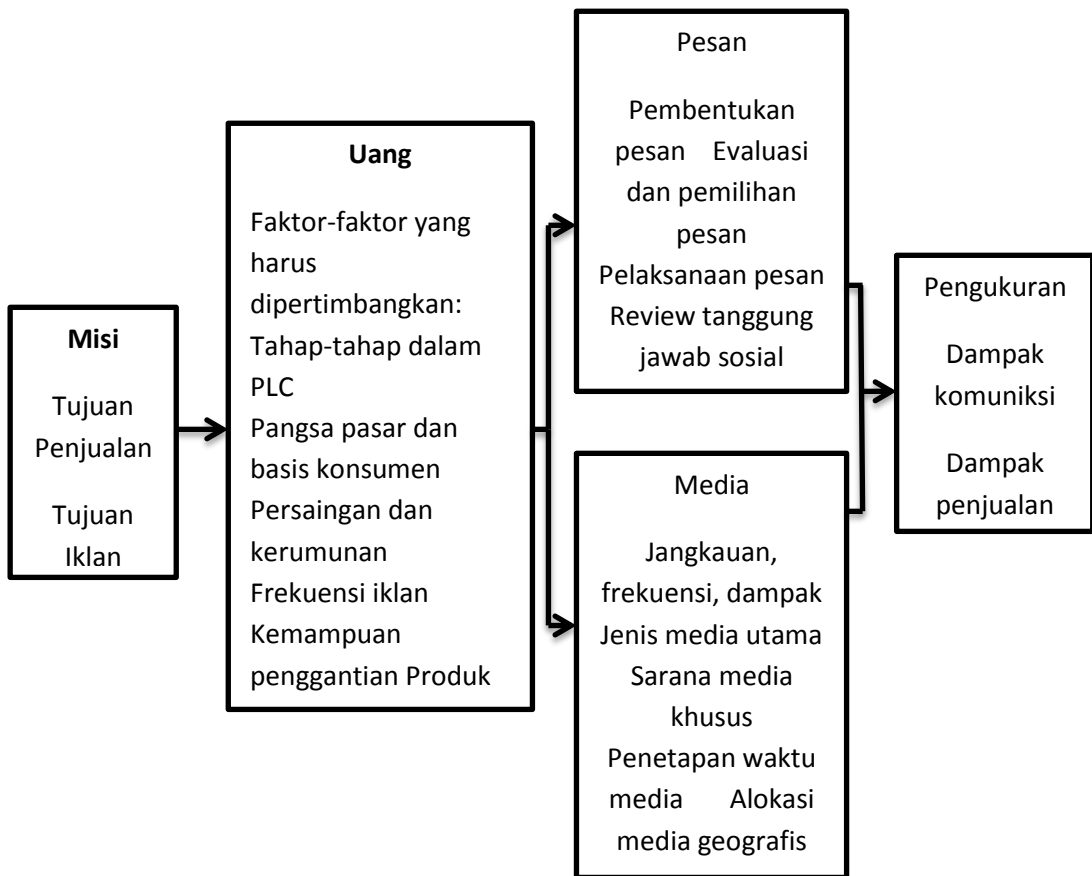 Misi
Tujuan
Penjualan
Tujuan
Iklan
Uang
Faktor-faktor yang
harus
dipertimbangkan:
Tahap-tahap dalam
PLC
Pangsa pasar dan
basis konsumen
Persaingan dan
kerumunan
Frekuensi iklan
Kemampuan
penggantian Produk
Pesan
Pembentukan
pesan Evaluasi
dan pemilihan
pesan
Pelaksanaan pesan
Review tanggung
jawab sosial
Media
Jangkauan,
frekuensi, dampak
Jenis media utama
Sarana media
khusus
Penetapan waktu
media Alokasi
media geografis
Pengukuran
Dampak
komuniksi
Dampak
penjualan